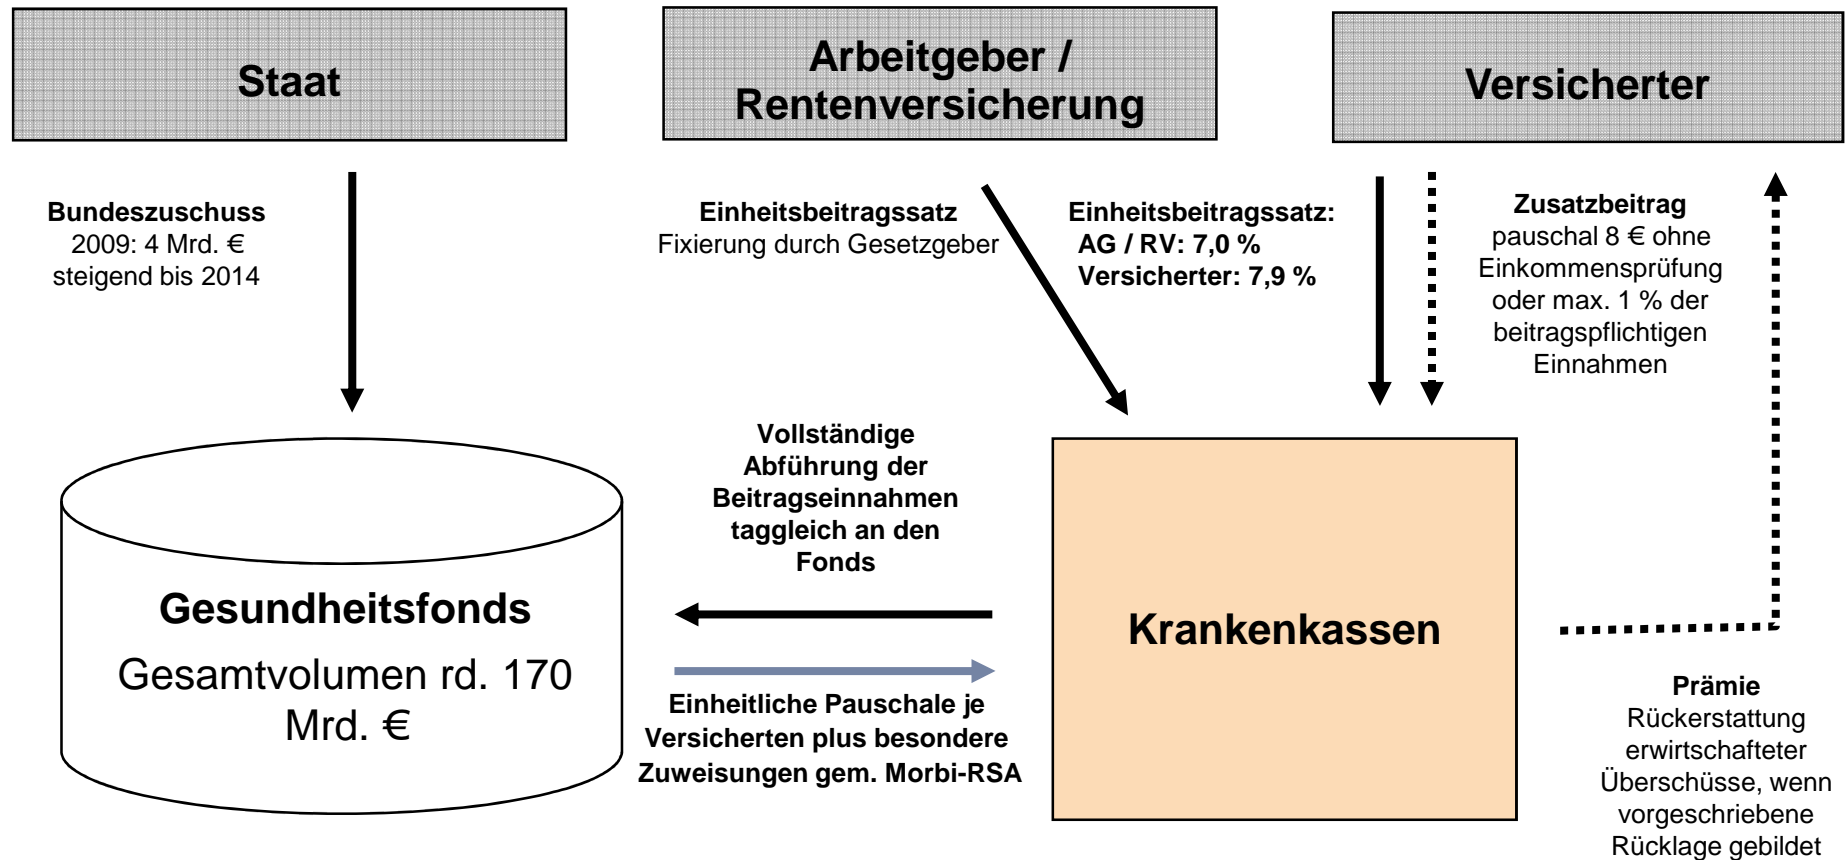 Staat
Arbeitgeber /
Rentenversicherung
Versicherter
Bundeszuschuss
2009: 4 Mrd. €
steigend bis 2014
Einheitsbeitragssatz
Fixierung durch Gesetzgeber
Einheitsbeitragssatz:
AG / RV: 7,0 %
Versicherter: 7,9 %
Zusatzbeitrag
pauschal 8 € ohne
Einkommensprüfung
oder max. 1 % der
beitragspflichtigen
Einnahmen
Vollständige
Abführung der
Beitragseinnahmen
taggleich an den
Fonds
Gesundheitsfonds
Gesamtvolumen rd. 170
Mrd. €
Krankenkassen
Einheitliche Pauschale je
Versicherten plus besondere
Zuweisungen gem. Morbi-RSA
Prämie
Rückerstattung
erwirtschafteter
Überschüsse, wenn
vorgeschriebene
Rücklage gebildet